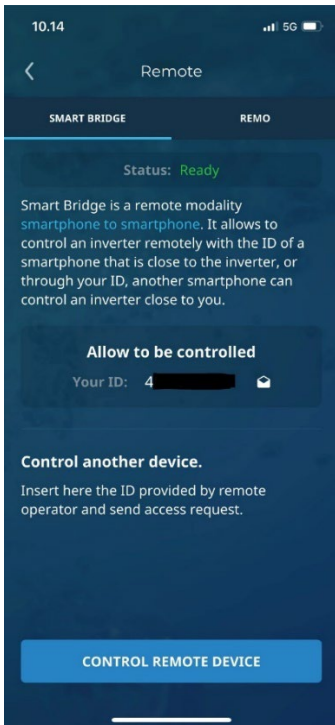 10.14
5G
Remote
SMART BRIDGE REMO
Status: Ready
Smart Bridge is a remote modality
smartphone to smartphone. It allows to
control an inverter remotely with the ID of a
smartphone that is close to the inverter, or
through your ID, another smartphone can
control an inverter close to you.
Allow to be controlled
Your ID: 4
Control another device.
Insert here the ID provided by remote
operator and send access request.
CONTROL REMOTE DEVICE